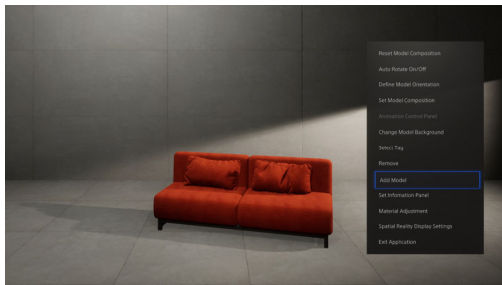 Reset Model Composition
Auto Rotate On/Off
Define Model Orientation
Set Model Composition
Animation Control Panel
Change Model Background
Select Tag
Remove
Add Model
Set Infomation Panel
Material Adjustment
Spatial Reality Display Settings
Exit Application